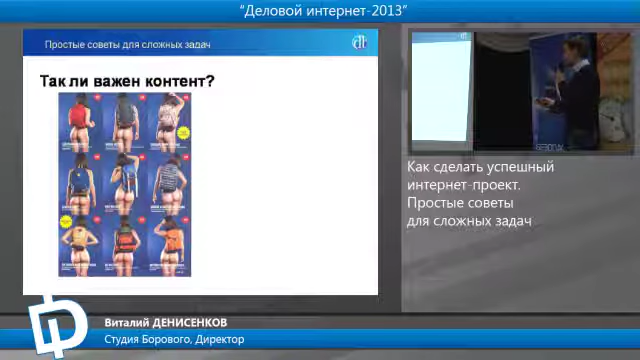 “Деловой интернет-2013”
Простые советы для сложных задач
Так ли важен контент?
Как сделать успешный
интернет-проект.
Простые советы
для сложных задач
Виталий ДЕНИСЕНКОВ
Студия Борового, Директор